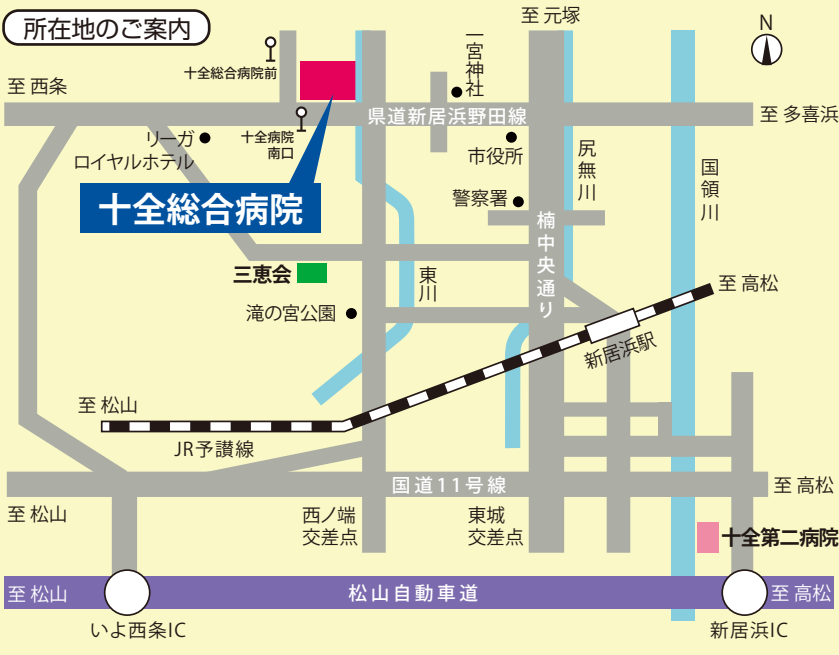 所在地のご案内
至 元塚
N
十全総合病院前
一宮神社
至 西条
県道新居浜野田線
至 多喜浜
リーガ
ロイヤルホテル
十全病院
南口
市役所
尻無川
国領川
十全総合病院
警察署
楠中央通り
三恵会
東川
至 高松
滝の宮公園
新居浜駅
至 松山
JR予讃線
国道11号線
至 高松
至 松山
西ノ端
交差点
東城
交差点
十全第二病院
至 松山
松山自動車道
至 高松
いよ西条IC
新居浜IC